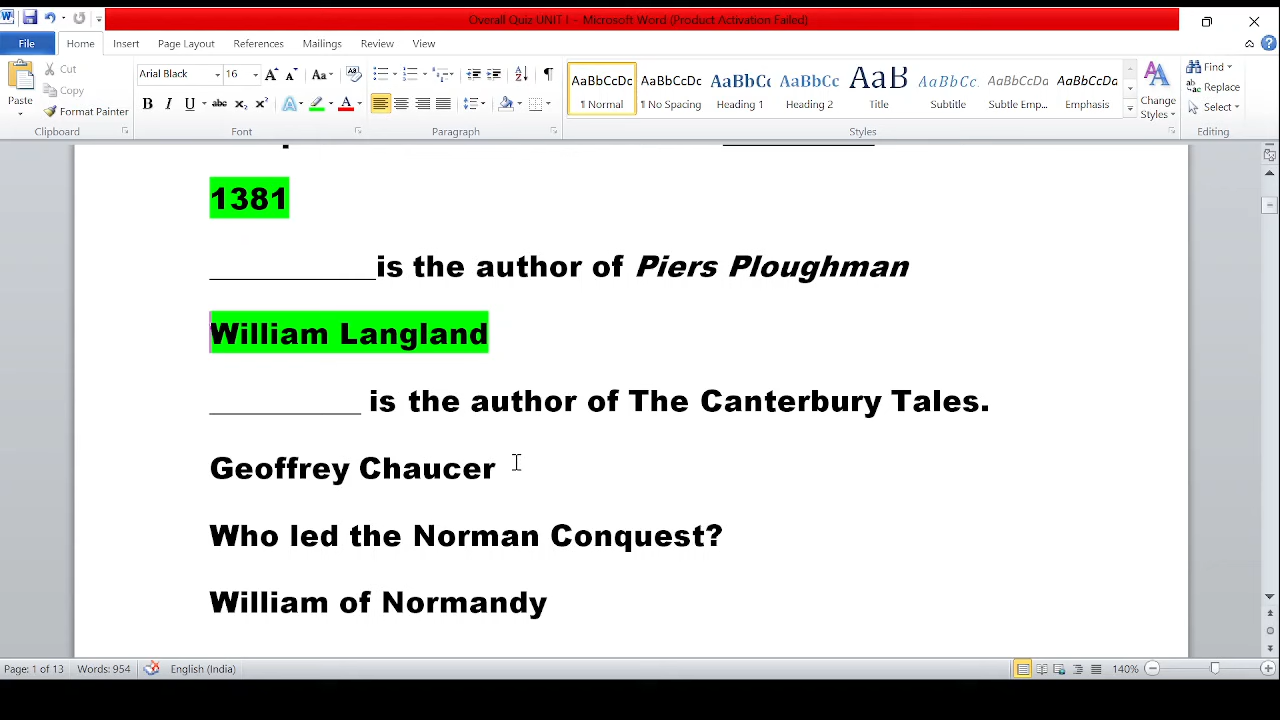 Overall Quiz UNIT I - Microsoft Word (Product Activation Failed)
File Home Insert Page Layout References Mailings Review View
Paste
Cut
Copy
Format Painter
Clipboard
Arial Black 16
Font
Paragraph
AaBbCcDc AaBbCcDc AaBbCc AaBbCc AaB AaBbCc. AaBbCcDc AaBbCcDc
¶ Normal ¶ No Spacing Heading 1 Heading 2 Title Subtitle Subtle Em... Emphasis
Change Styles
Styles
Find
Replace
Select
Editing
1381
___________is the author of Piers Ploughman
William Langland
__________ is the author of The Canterbury Tales.
Geoffrey Chaucer
Who led the Norman Conquest?
William of Normandy
Page: 1 of 13 Words: 954 English (India) 140%